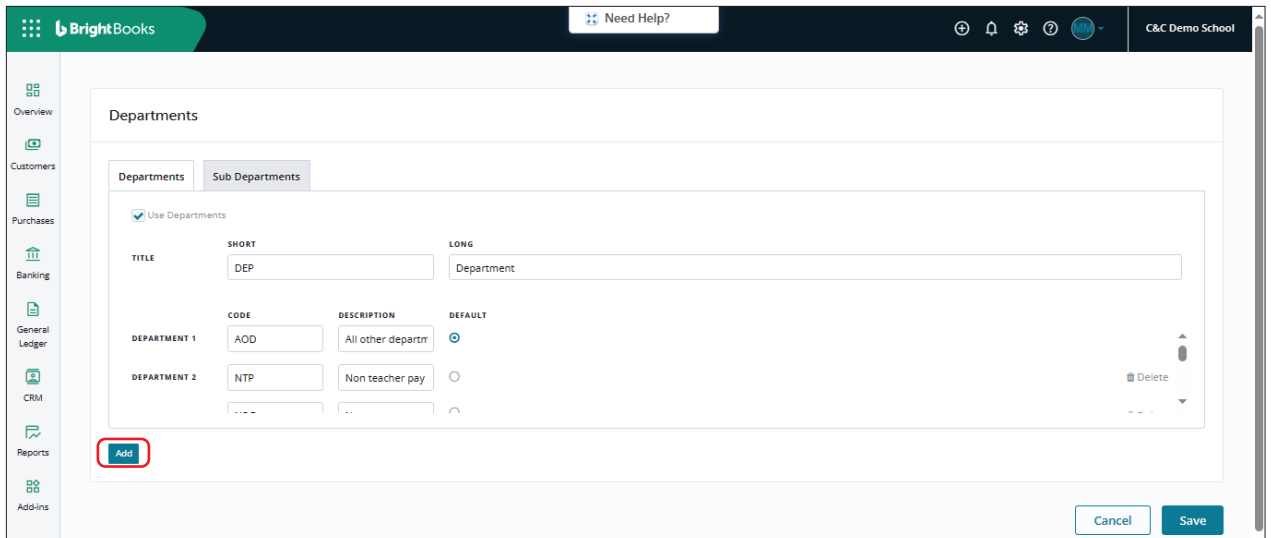 BrightBooks
Need Help?
MM
C&C Demo School
Overview
Customers
Purchases
Banking
General
Ledger
CRM
Reports
Add-ins
Departments
Departments Sub Departments
Use Departments
SHORT LONG
TITLE DEP Department
CODE DESCRIPTION DEFAULT
DEPARTMENT 1 AOD All other departm
DEPARTMENT 2 NTP Non teacher pay Delete
Add
Cancel Save